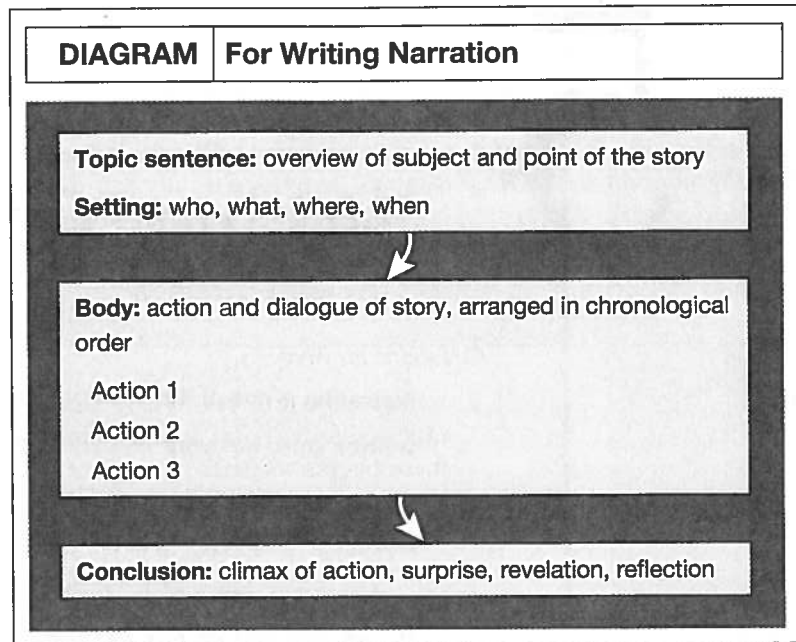 DIAGRAM For Writing Narration
Topic sentence: overview of subject and point of the story
Setting: who, what, where, when
Body: action and dialogue of story, arranged in chronological
order
Action 1
Action 2
Action 3
Conclusion: climax of action, surprise, revelation, reflection